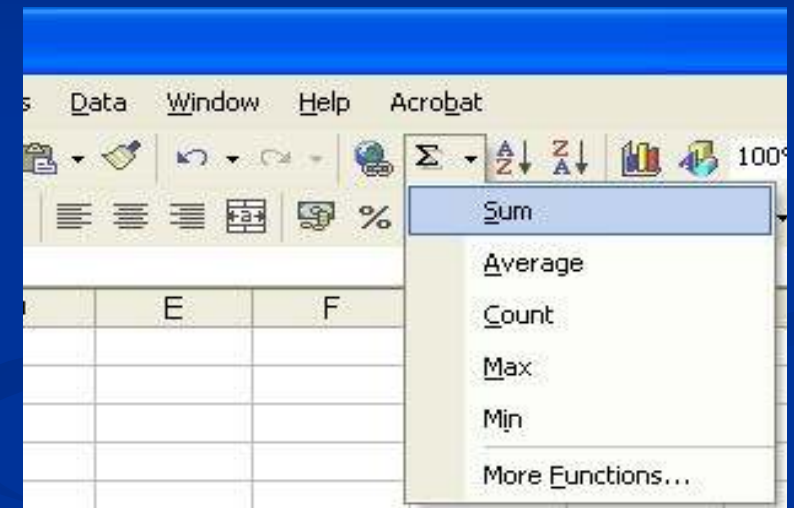 Data Window Help Acrobat
Σ A Z Z A 100%
% Sum
Average
E F Count
Max
Min
More Functions...